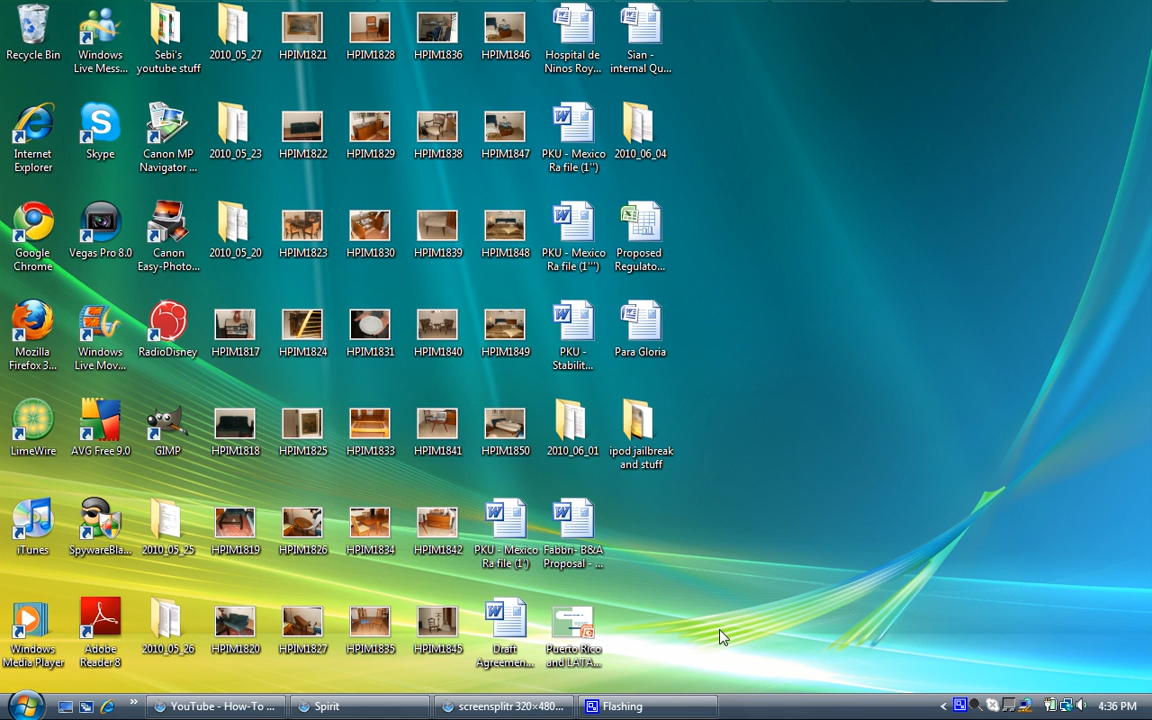 Recycle Bin
Windows
Live Mess...
Sebi's
youtube stuff
2010_05_27
HPIM1821
HPIM1828
HPIM1836
HPIM1846
Hospital de
Ninos Roy...
Sian -
internal Qu...
Internet
Explorer
Skype
Canon MP
Navigator ...
2010_05_23
HPIM1822
HPIM1829
HPIM1838
HPIM1847
PKU - Mexico
Ra file (1'')
2010_06_04
Google
Chrome
Vegas Pro 8.0
Canon
Easy-Photo...
2010_05_20
HPIM1823
HPIM1830
HPIM1839
HPIM1848
PKU - Mexico
Ra file (1''')
Proposed
Regulato...
Mozilla
Firefox 3...
Windows
Live Mov...
RadioDisney
HPIM1817
HPIM1824
HPIM1831
HPIM1840
HPIM1849
PKU -
Stabilit...
Para Gloria
LimeWire
AVG Free 9.0
GIMP
HPIM1818
HPIM1825
HPIM1833
HPIM1841
HPIM1850
2010_06_01
ipod jailbreak
and stuff
iTunes
SpywareBla...
2010_05_25
HPIM1819
HPIM1826
HPIM1834
HPIM1842
PKU - Mexico
Ra file (1')
Fabbri- B&A
Proposal - ...
Windows
Media Player
Adobe
Reader 8
2010_05_26
HPIM1820
HPIM1827
HPIM1835
HPIM1845
Draft
Agreemen...
Puerto Rico
and LATA...
YouTube - How-To ...
Spirit
screensplitr 320×480...
Flashing
4:36 PM